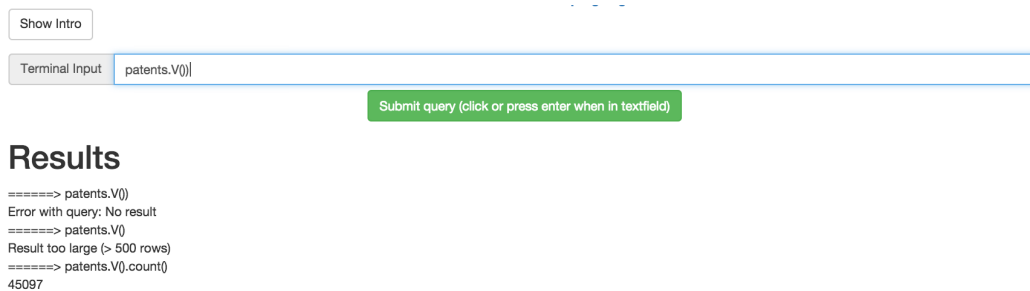 Show Intro
Terminal Input patents.V())
Submit query (click or press enter when in textfield)
Results
======> patents.V())
Error with query: No result
======> patents.V()
Result too large (> 500 rows)
======> patents.V().count()
45097